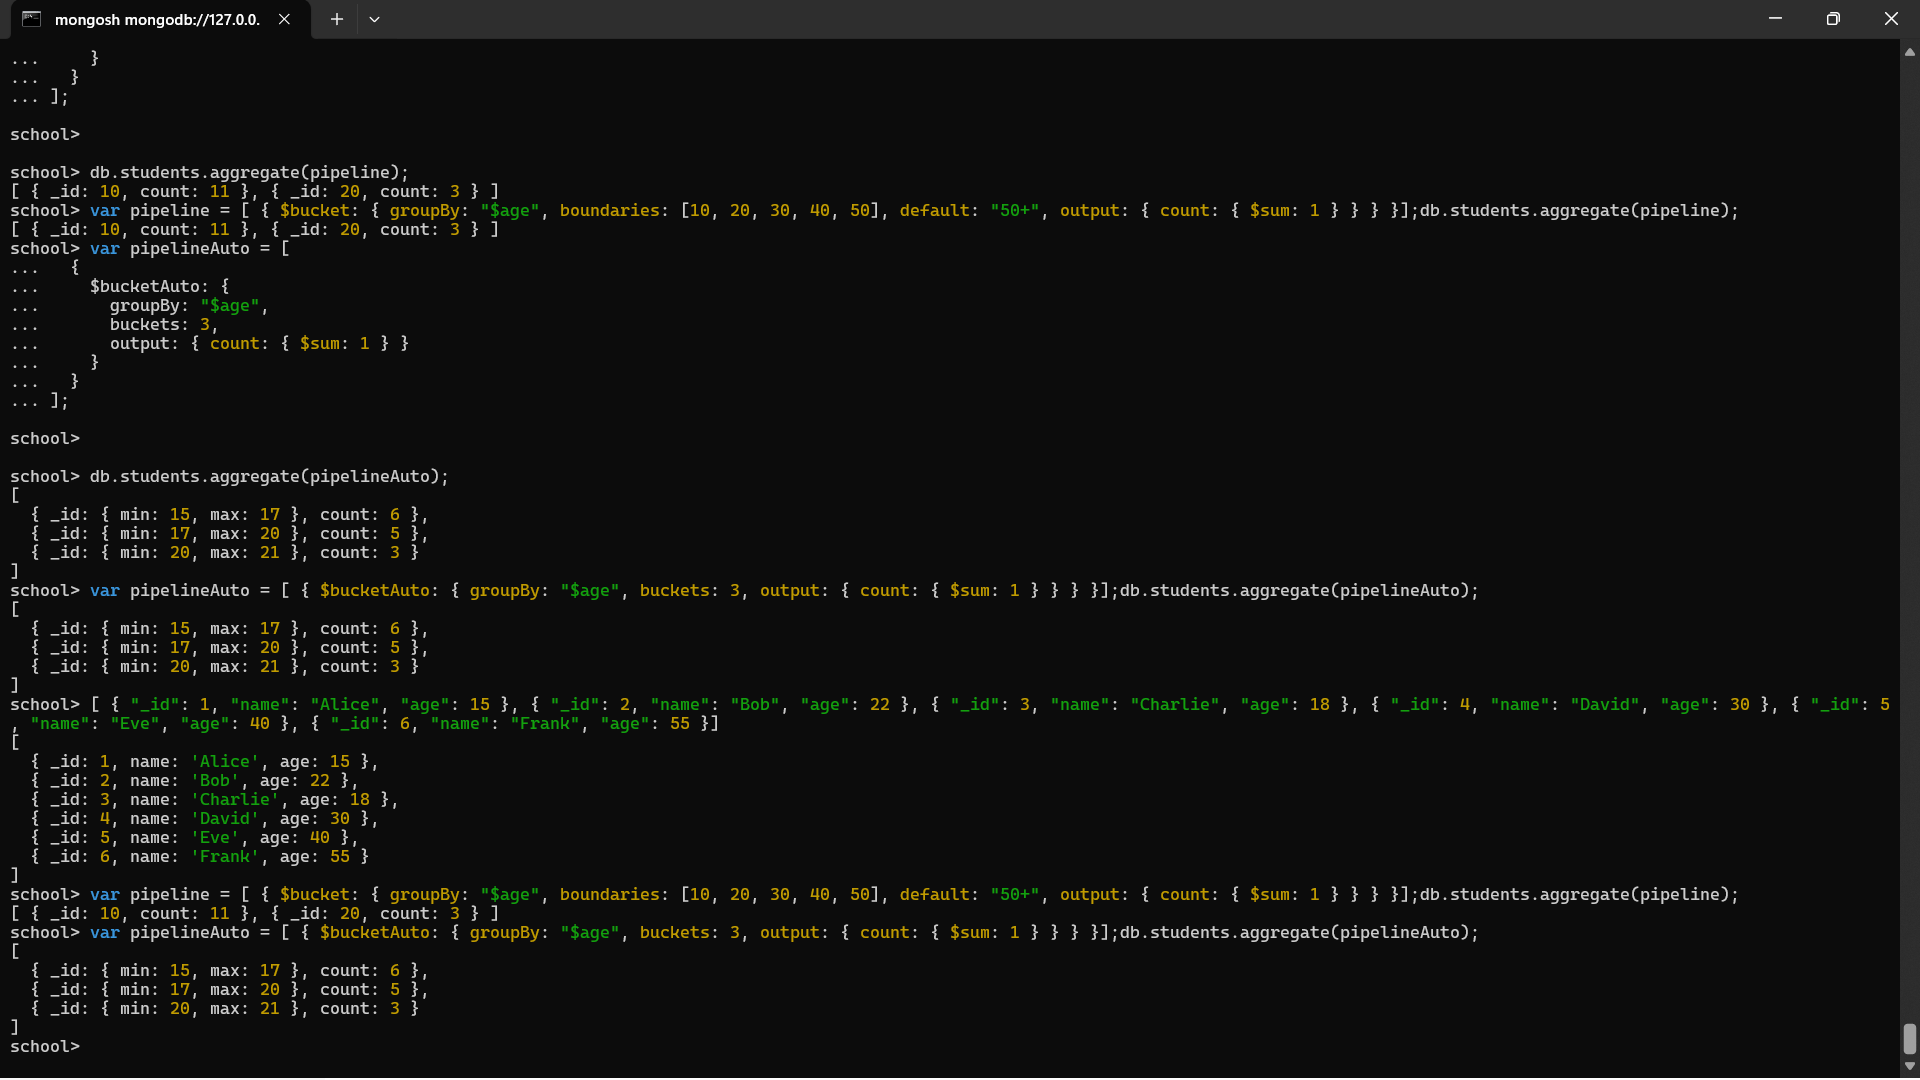 mongosh mongodb://127.0.0.
...     }
...   }
... ];
school>
school> db.students.aggregate(pipeline);
[ { _id: 10, count: 11 }, { _id: 20, count: 3 } ]
school> var pipeline = [ { $bucket: { groupBy: "$age", boundaries: [10, 20, 30, 40, 50], default: "50+", output: { count: { $sum: 1 } } } }];db.students.aggregate(pipeline);
[ { _id: 10, count: 11 }, { _id: 20, count: 3 } ]
school> var pipelineAuto = [
...   {
...     $bucketAuto: {
...       groupBy: "$age",
...       buckets: 3,
...       output: { count: { $sum: 1 } }
...     }
...   }
... ];
school>
school> db.students.aggregate(pipelineAuto);
[
  { _id: { min: 15, max: 17 }, count: 6 },
  { _id: { min: 17, max: 20 }, count: 5 },
  { _id: { min: 20, max: 21 }, count: 3 }
]
school> var pipelineAuto = [ { $bucketAuto: { groupBy: "$age", buckets: 3, output: { count: { $sum: 1 } } } }];db.students.aggregate(pipelineAuto);
[
  { _id: { min: 15, max: 17 }, count: 6 },
  { _id: { min: 17, max: 20 }, count: 5 },
  { _id: { min: 20, max: 21 }, count: 3 }
]
school> [ { "_id": 1, "name": "Alice", "age": 15 }, { "_id": 2, "name": "Bob", "age": 22 }, { "_id": 3, "name": "Charlie", "age": 18 }, { "_id": 4, "name": "David", "age": 30 }, { "_id": 5
, "name": "Eve", "age": 40 }, { "_id": 6, "name": "Frank", "age": 55 }]
[
  { _id: 1, name: 'Alice', age: 15 },
  { _id: 2, name: 'Bob', age: 22 },
  { _id: 3, name: 'Charlie', age: 18 },
  { _id: 4, name: 'David', age: 30 },
  { _id: 5, name: 'Eve', age: 40 },
  { _id: 6, name: 'Frank', age: 55 }
]
school> var pipeline = [ { $bucket: { groupBy: "$age", boundaries: [10, 20, 30, 40, 50], default: "50+", output: { count: { $sum: 1 } } } }];db.students.aggregate(pipeline);
[ { _id: 10, count: 11 }, { _id: 20, count: 3 } ]
school> var pipelineAuto = [ { $bucketAuto: { groupBy: "$age", buckets: 3, output: { count: { $sum: 1 } } } }];db.students.aggregate(pipelineAuto);
[
  { _id: { min: 15, max: 17 }, count: 6 },
  { _id: { min: 17, max: 20 }, count: 5 },
  { _id: { min: 20, max: 21 }, count: 3 }
]
school>